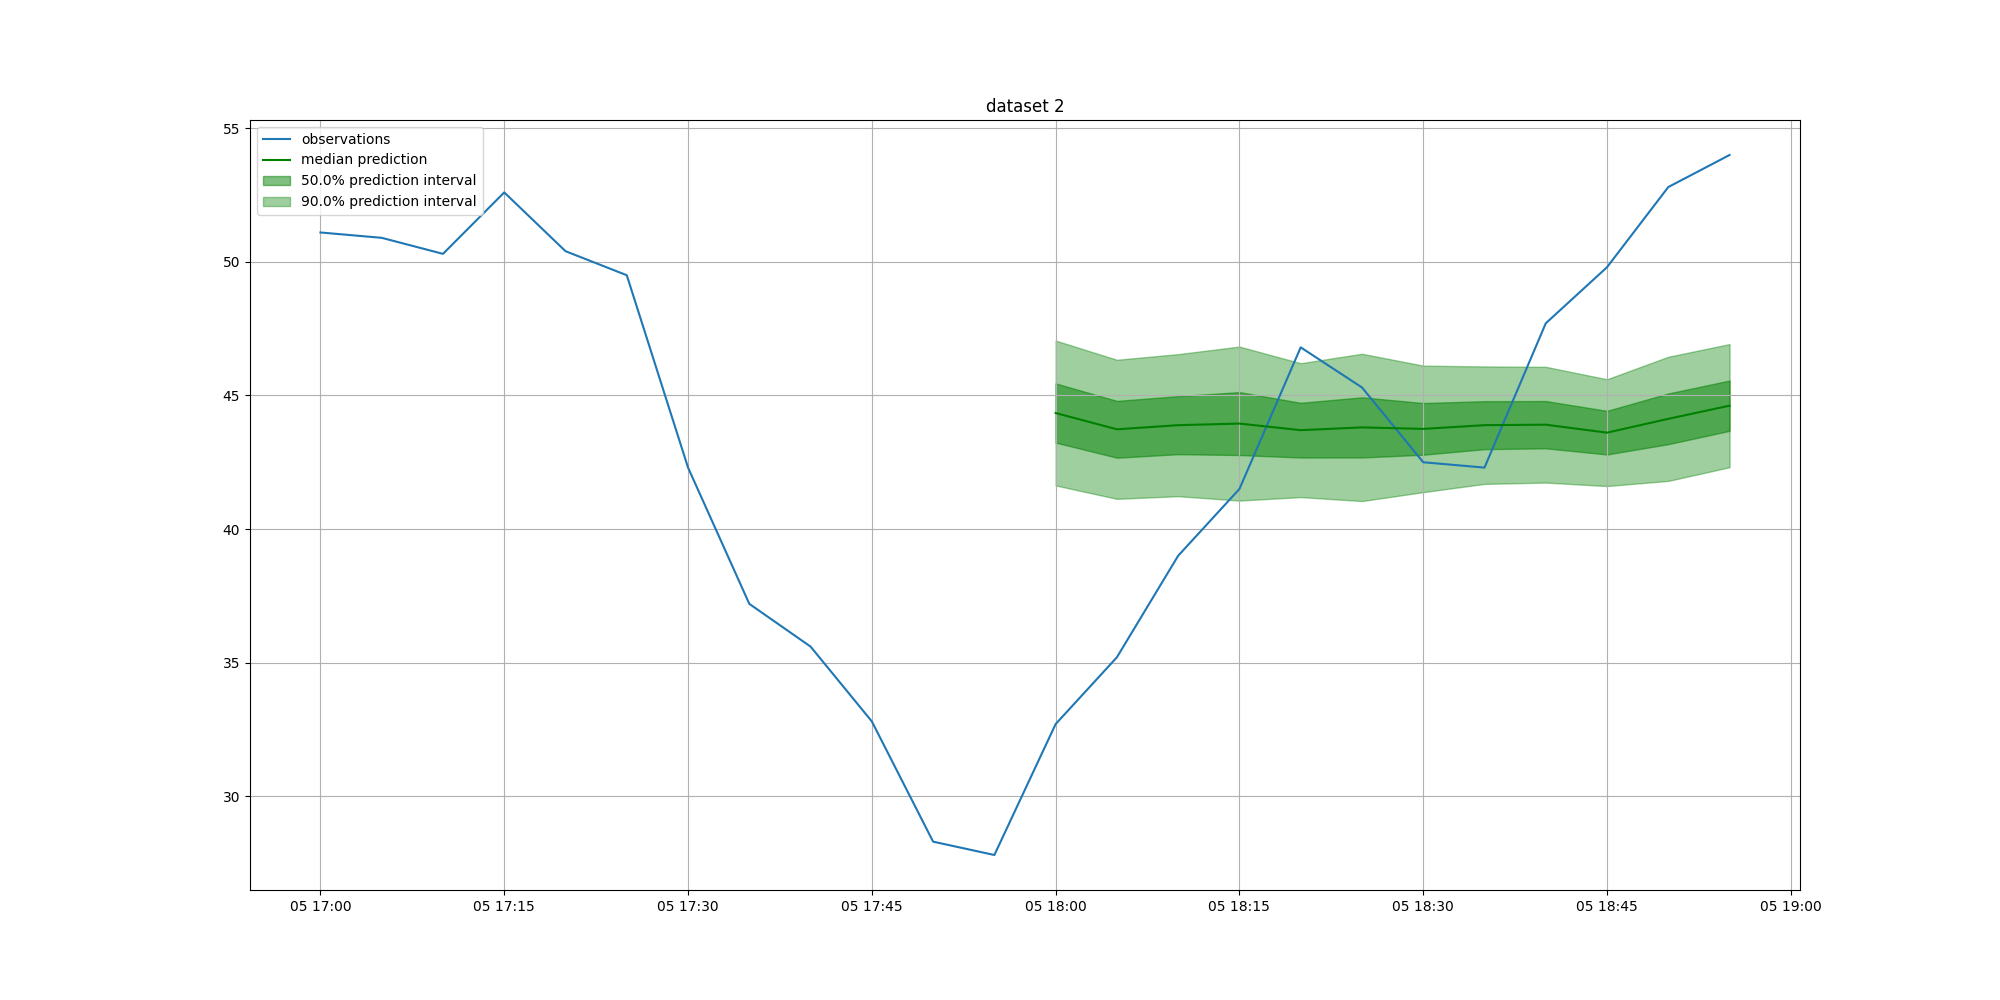 dataset 2
55
observations
median prediction
50.0% prediction interval
90.0% prediction interval
50
45
40
35
30
05 17:00 05 17:15 05 17:30 05 17:45 05 18:00 05 18:15 05 18:30 05 18:45 05 19:00